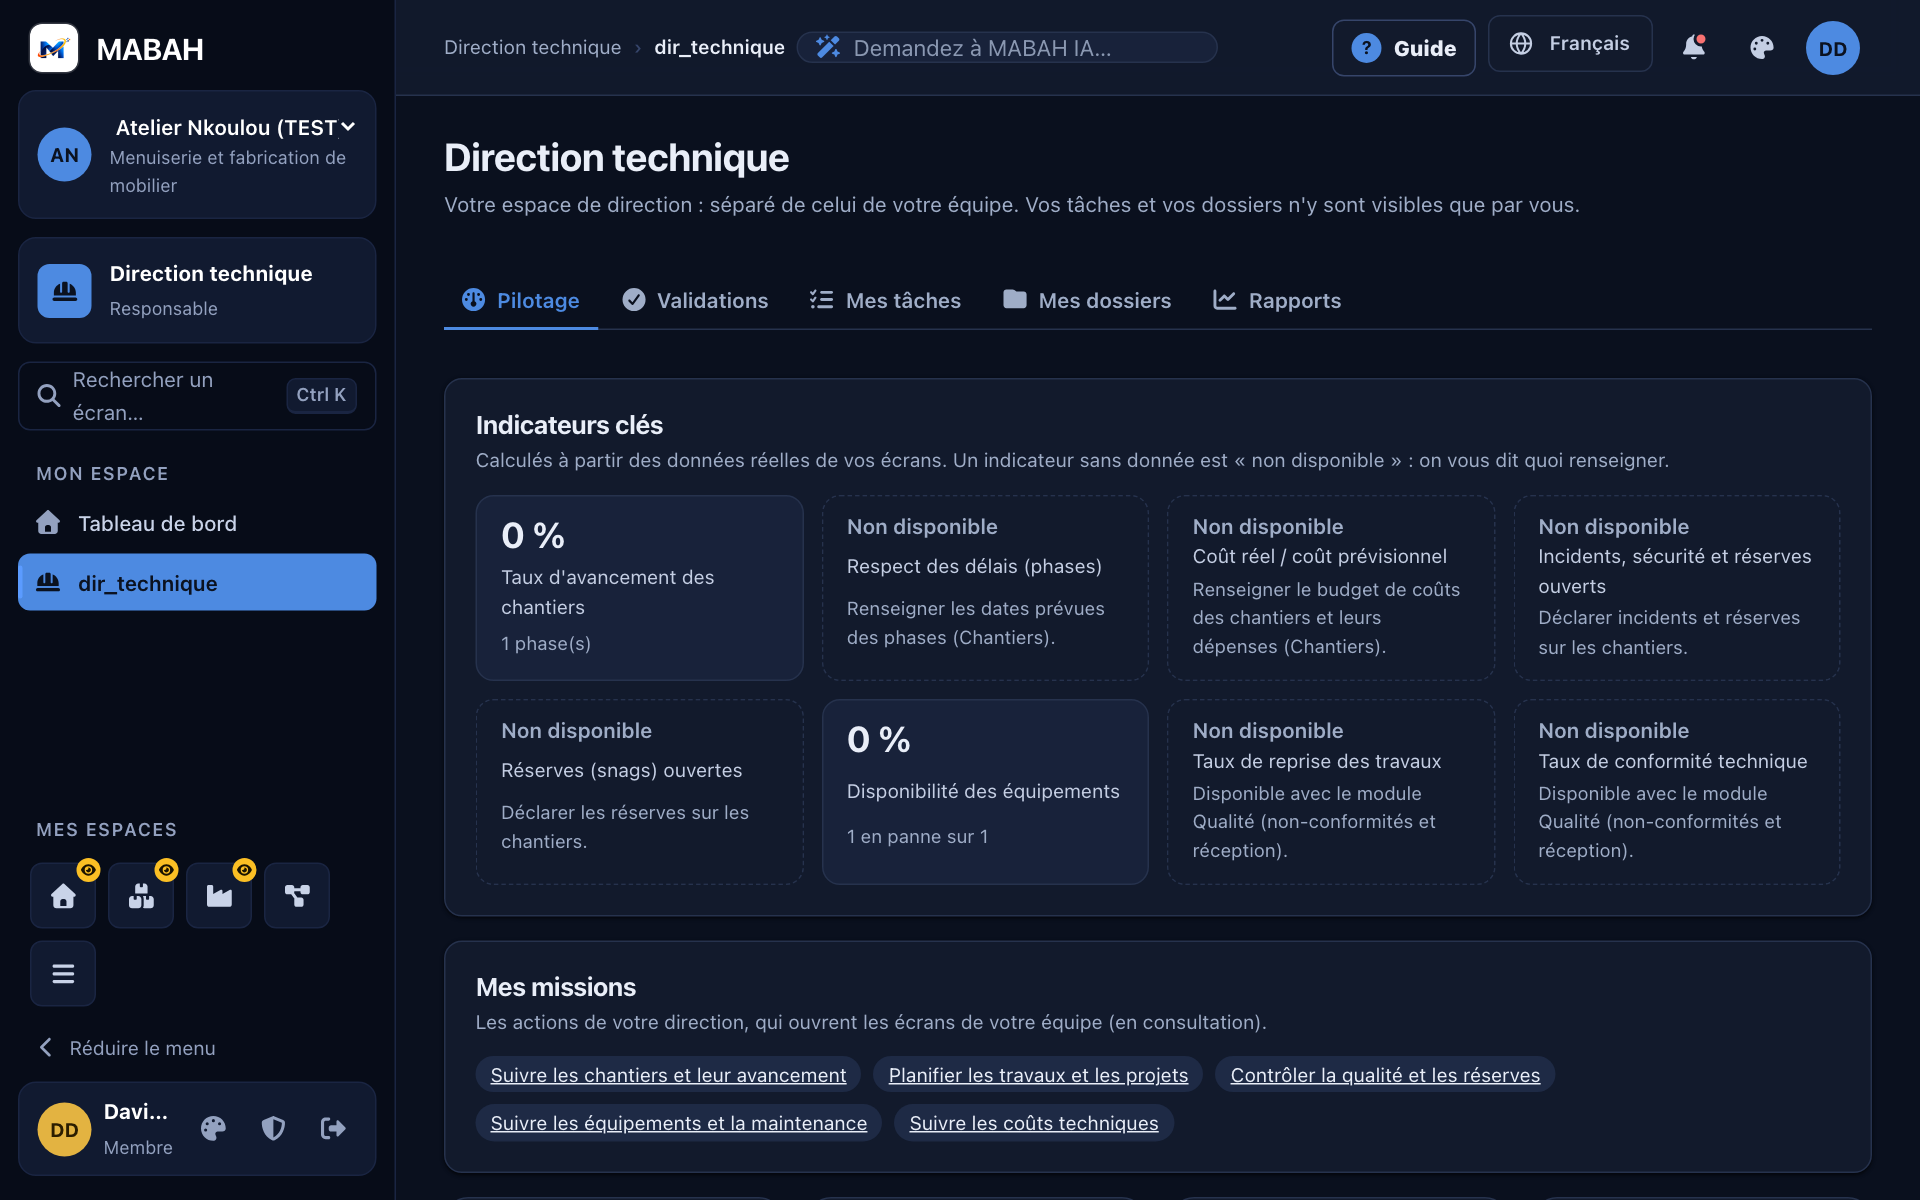 MABAH
AN
Atelier Nkoulou (TEST
Menuiserie et fabrication de
mobilier
Direction technique
Responsable
Rechercher un
écran...
Ctrl K
MON ESPACE
Tableau de bord
dir_technique
MES ESPACES
Réduire le menu
DD
Davi...
Membre
Direction technique › dir_technique
Demandez à MABAH IA...
? Guide
Français
DD
Direction technique
Votre espace de direction : séparé de celui de votre équipe. Vos tâches et vos dossiers n'y sont visibles que par vous.
Pilotage
Validations
Mes tâches
Mes dossiers
Rapports
Indicateurs clés
Calculés à partir des données réelles de vos écrans. Un indicateur sans donnée est « non disponible » : on vous dit quoi renseigner.
0 %
Taux d'avancement des
chantiers
1 phase(s)
Non disponible
Respect des délais (phases)
Renseigner les dates prévues
des phases (Chantiers).
Non disponible
Coût réel / coût prévisionnel
Renseigner le budget de coûts
des chantiers et leurs
dépenses (Chantiers).
Non disponible
Incidents, sécurité et réserves
ouverts
Déclarer incidents et réserves
sur les chantiers.
Non disponible
Réserves (snags) ouvertes
Déclarer les réserves sur les
chantiers.
0 %
Disponibilité des équipements
1 en panne sur 1
Non disponible
Taux de reprise des travaux
Disponible avec le module
Qualité (non-conformités et
réception).
Non disponible
Taux de conformité technique
Disponible avec le module
Qualité (non-conformités et
réception).
Mes missions
Les actions de votre direction, qui ouvrent les écrans de votre équipe (en consultation).
Suivre les chantiers et leur avancement
Planifier les travaux et les projets
Contrôler la qualité et les réserves
Suivre les équipements et la maintenance
Suivre les coûts techniques